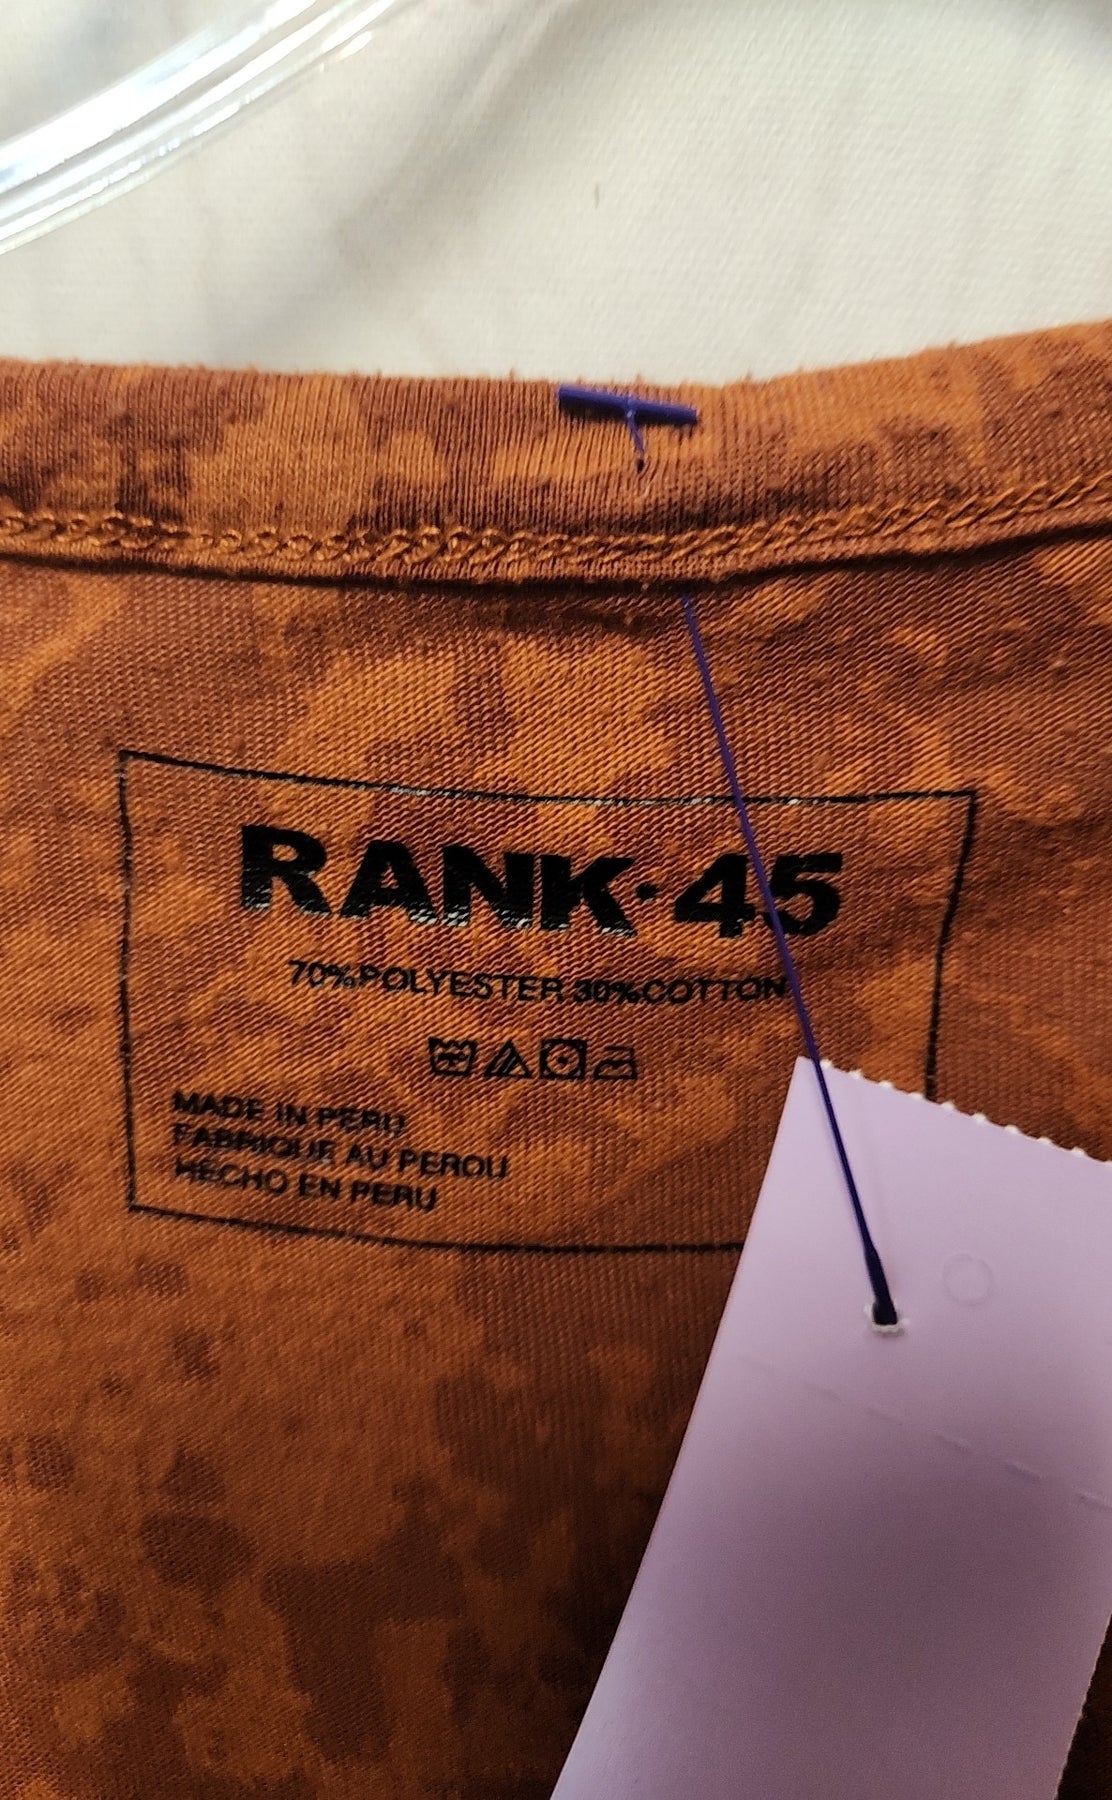 RANK·45
70%POLYESTER 30%COTTON
MADE IN PERU
FABRIQUE AU PEROU
HECHO EN PERU